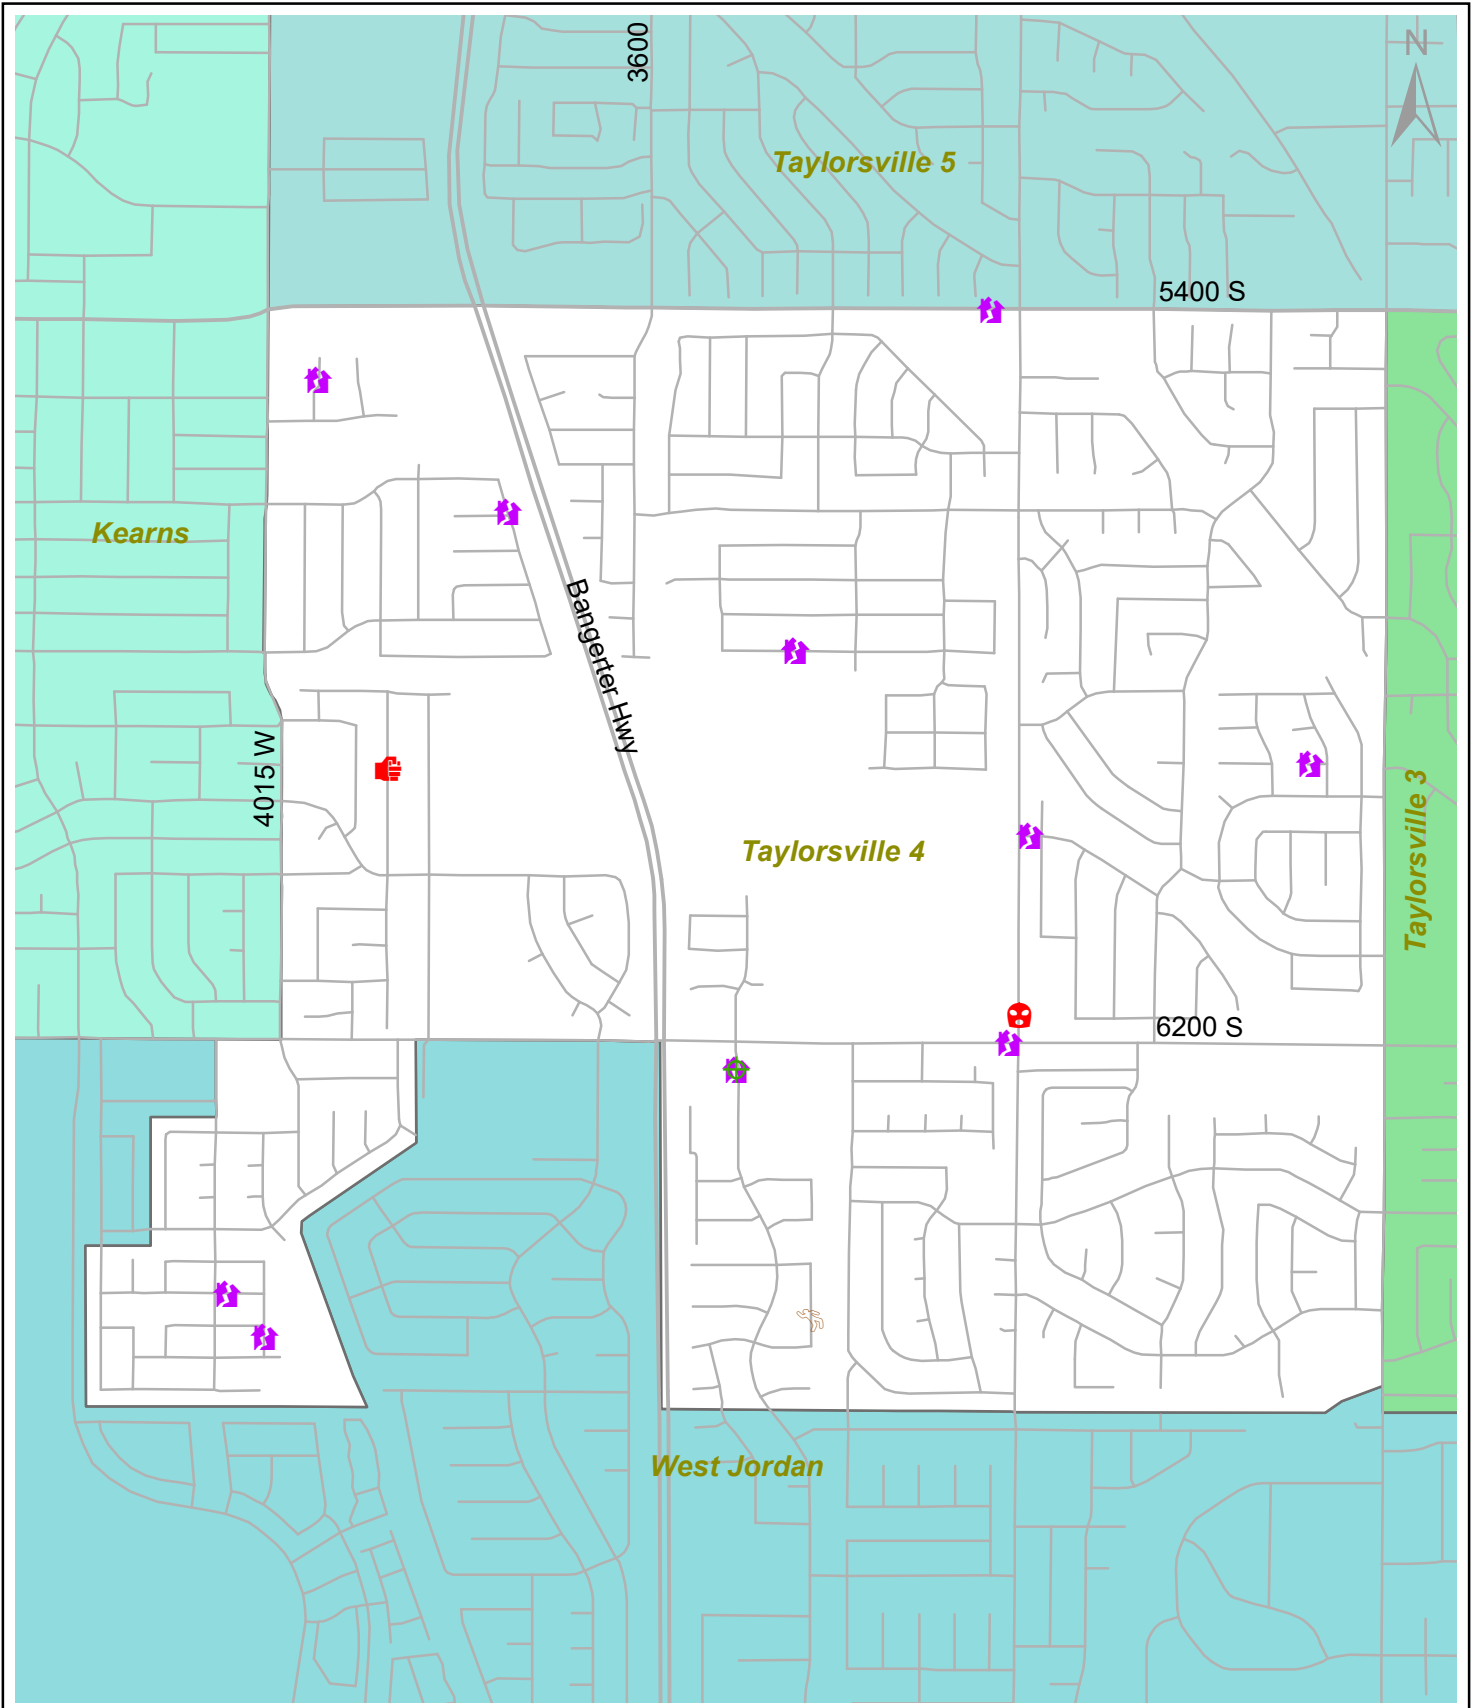 3600
N
Taylorsville 5
5400 S
Kearns
Bangerter Hwy
4015 W
Taylorsville 4
Taylorsville 3
6200 S
West Jordan